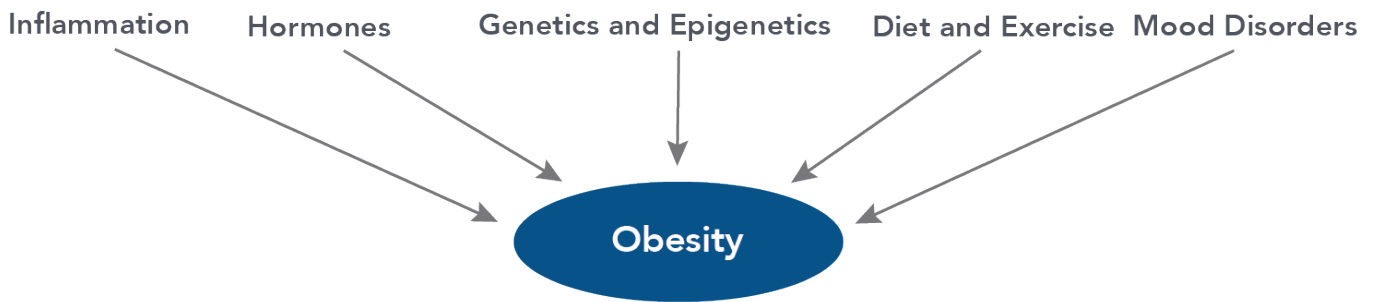 Inflammation
Hormones
Genetics and Epigenetics
Diet and Exercise
Mood Disorders
Obesity